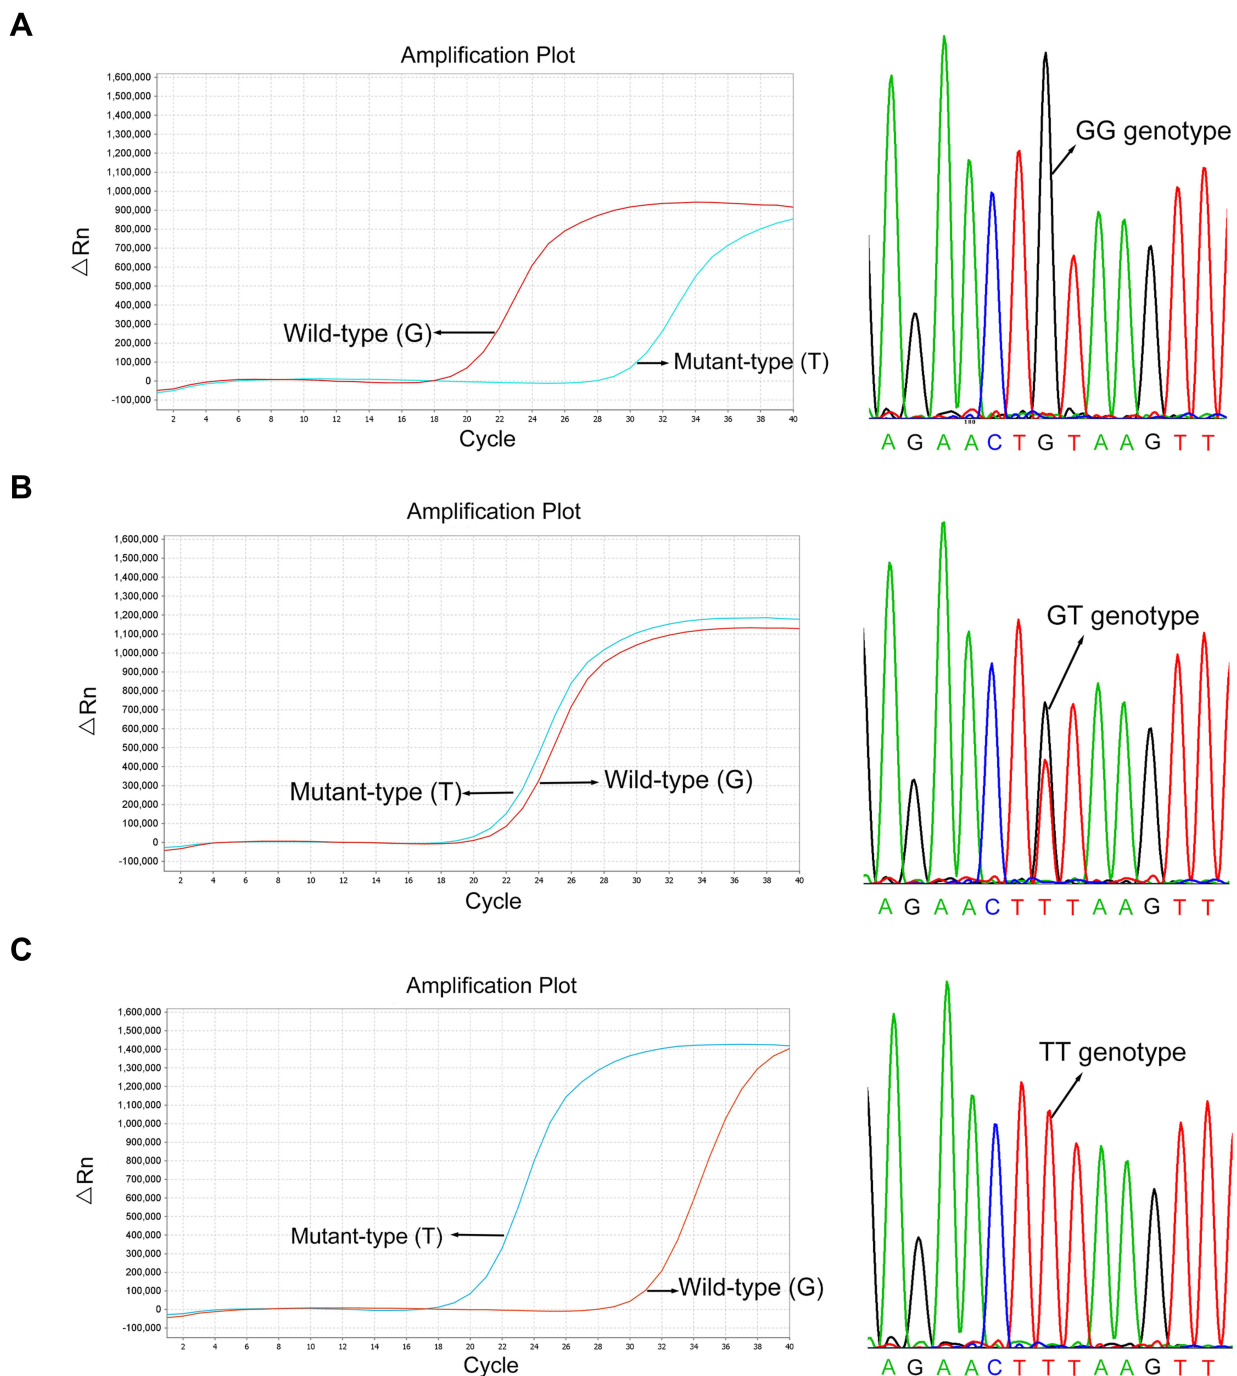 A
Amplification Plot
1,600,000
1,500,000
1,400,000
1,300,000
1,200,000
1,100,000
1,000,000
900,000
800,000
700,000
600,000
500,000
400,000
300,000
200,000
100,000
0
-100,000
△Rn
Wild-type (G)
Mutant-type (T)
2 4 6 8 10 12 14 16 18 20 22 24 26 28 30 32 34 36 38 40
Cycle
GG genotype
A G A A C T G T A A G T T
B
Amplification Plot
1,600,000
1,500,000
1,400,000
1,300,000
1,200,000
1,100,000
1,000,000
900,000
800,000
700,000
600,000
500,000
400,000
300,000
200,000
100,000
0
-100,000
△Rn
Mutant-type (T)
Wild-type (G)
2 4 6 8 10 12 14 16 18 20 22 24 26 28 30 32 34 36 38 40
Cycle
GT genotype
A G A A C T T T A A G T T
C
Amplification Plot
1,600,000
1,500,000
1,400,000
1,300,000
1,200,000
1,100,000
1,000,000
900,000
800,000
700,000
600,000
500,000
400,000
300,000
200,000
100,000
0
-100,000
△Rn
Mutant-type (T)
Wild-type (G)
2 4 6 8 10 12 14 16 18 20 22 24 26 28 30 32 34 36 38 40
Cycle
TT genotype
A G A A C T T T A A G T T